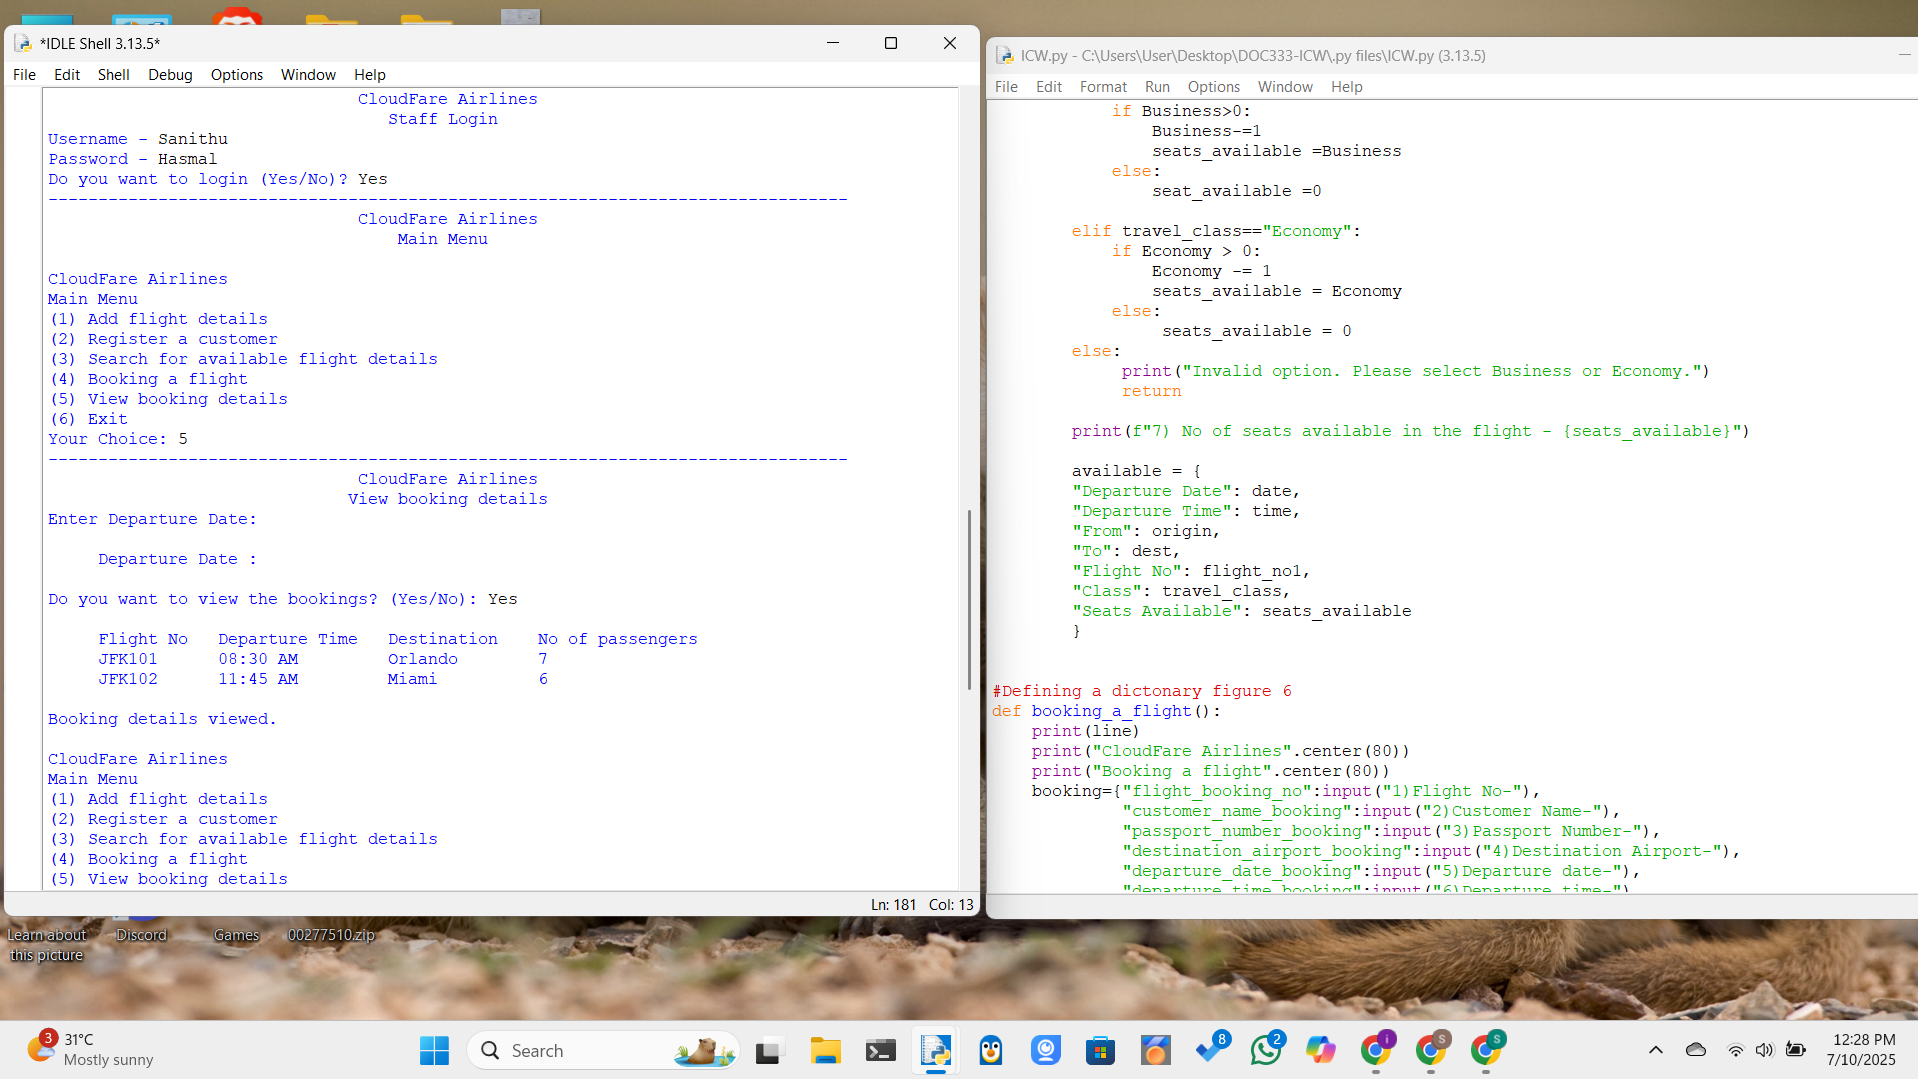 *IDLE Shell 3.13.5*
File Edit Shell Debug Options Window Help
CloudFare Airlines
Staff Login
Username - Sanithu
Password - Hasmal
Do you want to login (Yes/No)? Yes
--------------------------------------------------------------------------------
CloudFare Airlines
Main Menu
CloudFare Airlines
Main Menu
(1) Add flight details
(2) Register a customer
(3) Search for available flight details
(4) Booking a flight
(5) View booking details
(6) Exit
Your Choice: 5
--------------------------------------------------------------------------------
CloudFare Airlines
View booking details
Enter Departure Date:
Departure Date :
Do you want to view the bookings? (Yes/No): Yes
Flight No Departure Time Destination No of passengers
JFK101 08:30 AM Orlando 7
JFK102 11:45 AM Miami 6
Booking details viewed.
CloudFare Airlines
Main Menu
(1) Add flight details
(2) Register a customer
(3) Search for available flight details
(4) Booking a flight
(5) View booking details
Ln: 181 Col: 13
ICW.py - C:\Users\User\Desktop\DOC333-ICW\.py files\ICW.py (3.13.5)
File Edit Format Run Options Window Help
if Business>0:
Business-=1
seats_available =Business
else:
seat_available =0
elif travel_class=="Economy":
if Economy > 0:
Economy -= 1
seats_available = Economy
else:
seats_available = 0
else:
print("Invalid option. Please select Business or Economy.")
return
print(f"7) No of seats available in the flight - {seats_available}")
available = {
"Departure Date": date,
"Departure Time": time,
"From": origin,
"To": dest,
"Flight No": flight_no1,
"Class": travel_class,
"Seats Available": seats_available
}
#Defining a dictonary figure 6
def booking_a_flight():
print(line)
print("CloudFare Airlines".center(80))
print("Booking a flight".center(80))
booking={"flight_booking_no":input("1)Flight No-"),
"customer_name_booking":input("2)Customer Name-"),
"passport_number_booking":input("3)Passport Number-"),
"destination_airport_booking":input("4)Destination Airport-"),
"departure_date_booking":input("5)Departure date-"),
"departure_time_booking":input("6)Departure time-")
Learn about
this picture
Discord
Games
00277510.zip
3
31°C
Mostly sunny
Search
8
2
i
S
S
12:28 PM
7/10/2025